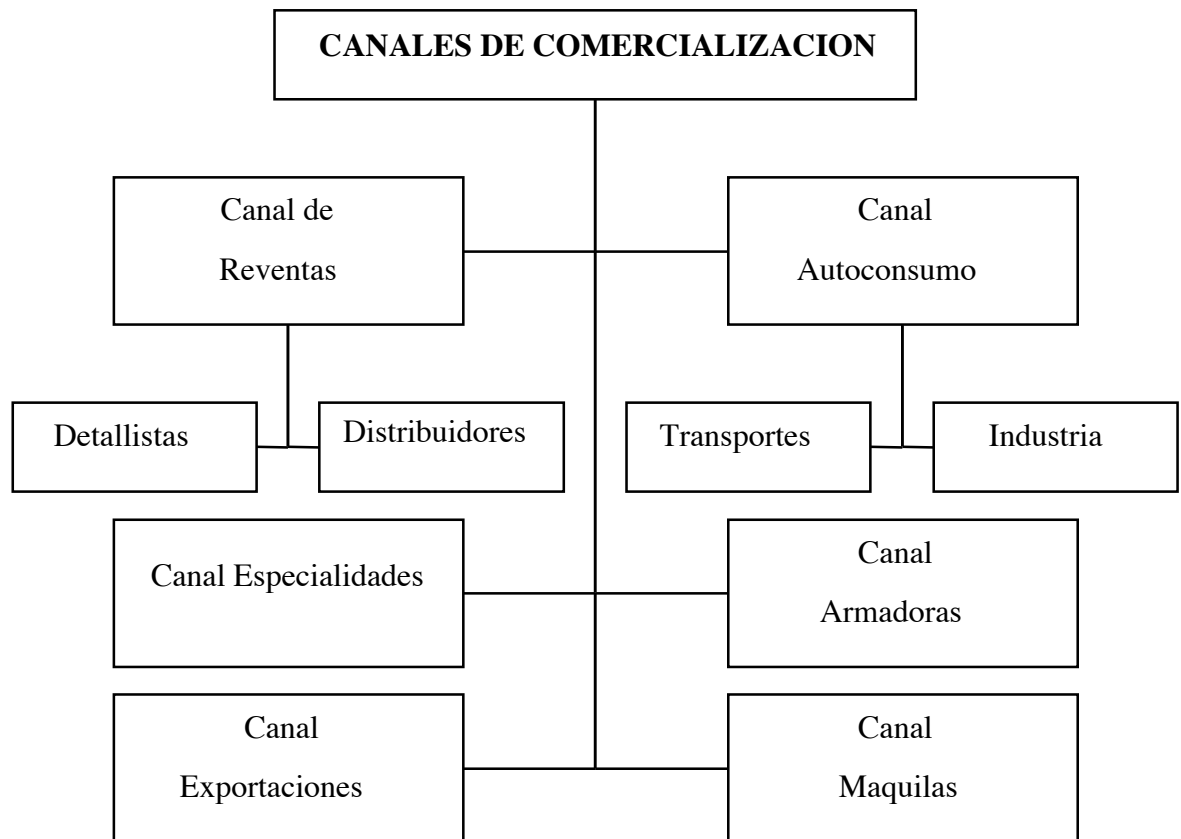 CANALES DE COMERCIALIZACION
Canal de
Reventas
Canal
Autoconsumo
Detallistas
Distribuidores
Transportes
Industria
Canal Especialidades
Canal
Armadoras
Canal
Exportaciones
Canal
Maquilas